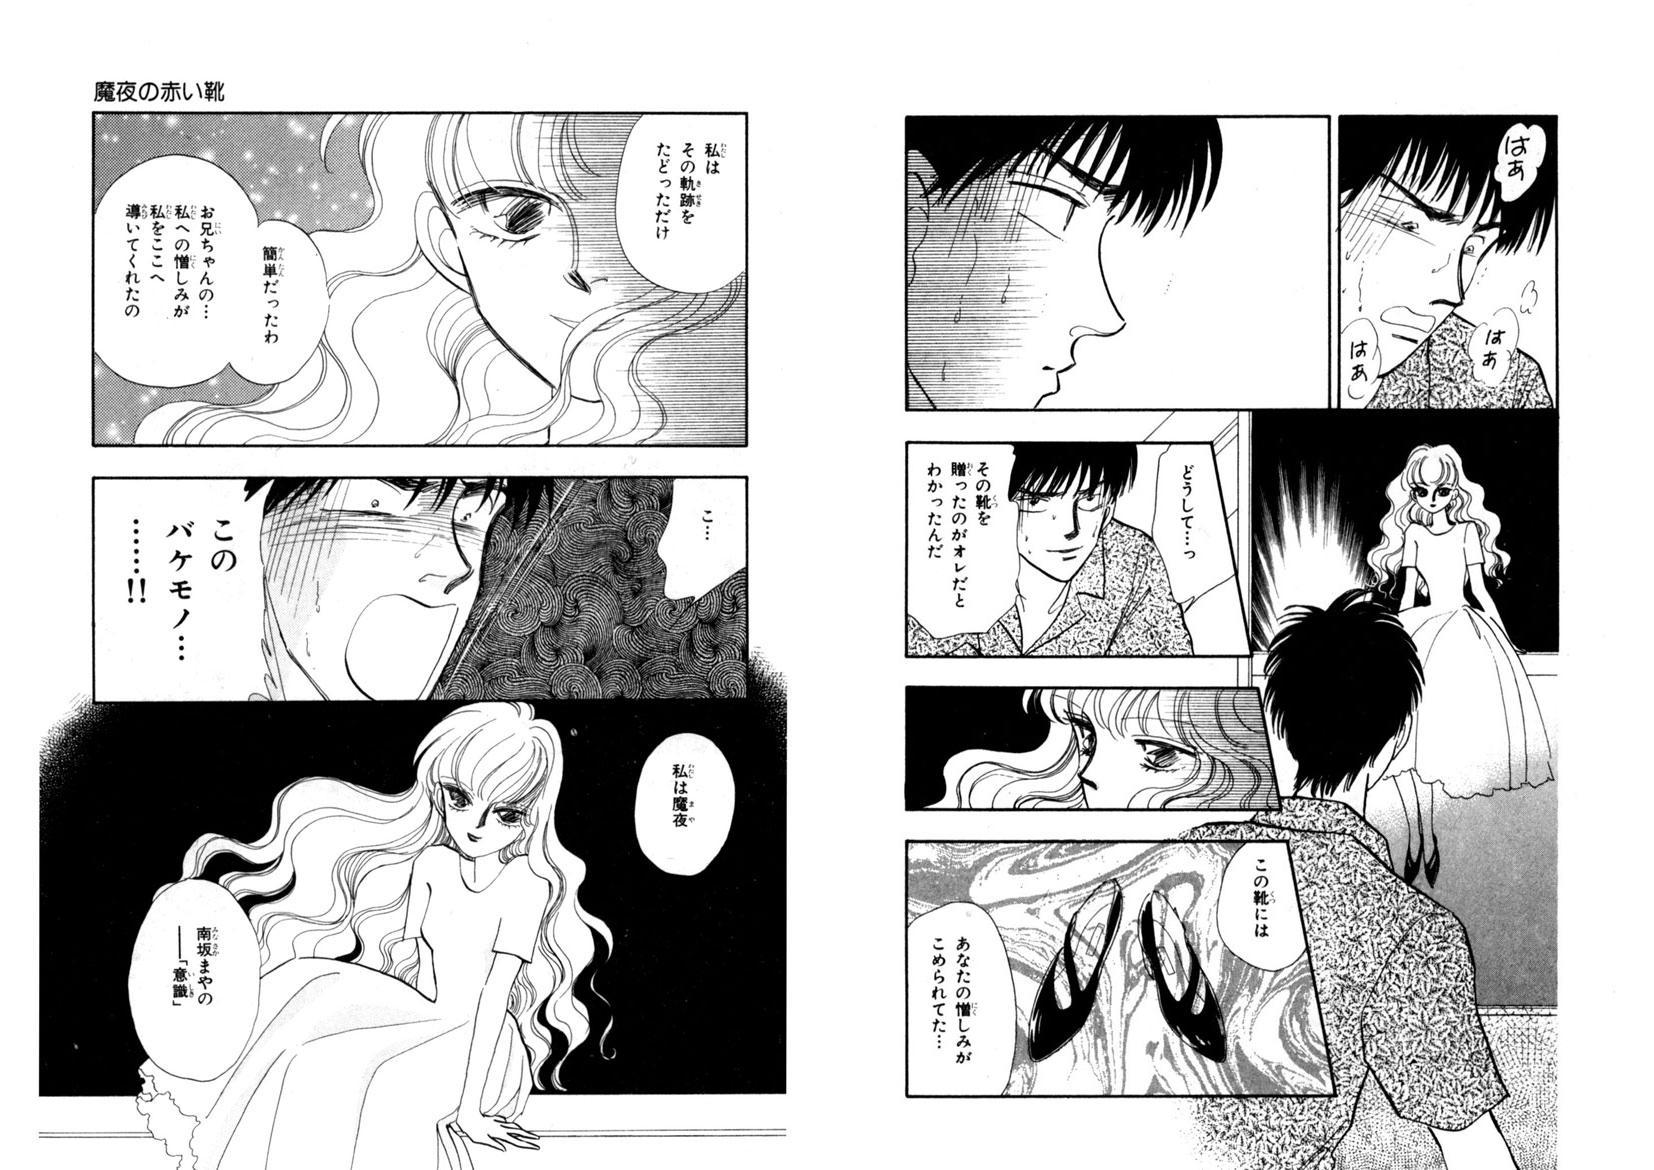 はあ
はあ
はあ
どうして…っ
その靴を
贈ったのがオレだと
わかったんだ
この靴には
あなたの憎しみが
こめられてた…
魔夜の赤い靴
私は
その軌跡を
たどっただけ
簡単だったわ
お兄ちゃんの…
私への憎しみが
私をここへ
導いてくれたの
こ…
この
バケモノ…
……!!
私は魔夜
南坂まやの
──「意識」